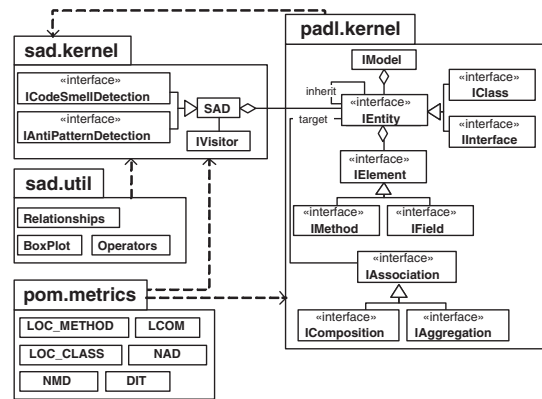 sad.kernel
«interface»
ICodeSmellDetection
«interface»
IAntiPatternDetection
SAD
IVisitor
sad.util
Relationships
BoxPlot
Operators
pom.metrics
LOC_METHOD
LCOM
LOC_CLASS
NAD
NMD
DIT
padl.kernel
IModel
inherit
target
«interface»
IEntity
«interface»
IClass
«interface»
IInterface
«interface»
IElement
«interface»
IMethod
«interface»
IField
«interface»
IAssociation
«interface»
IComposition
«interface»
IAggregation